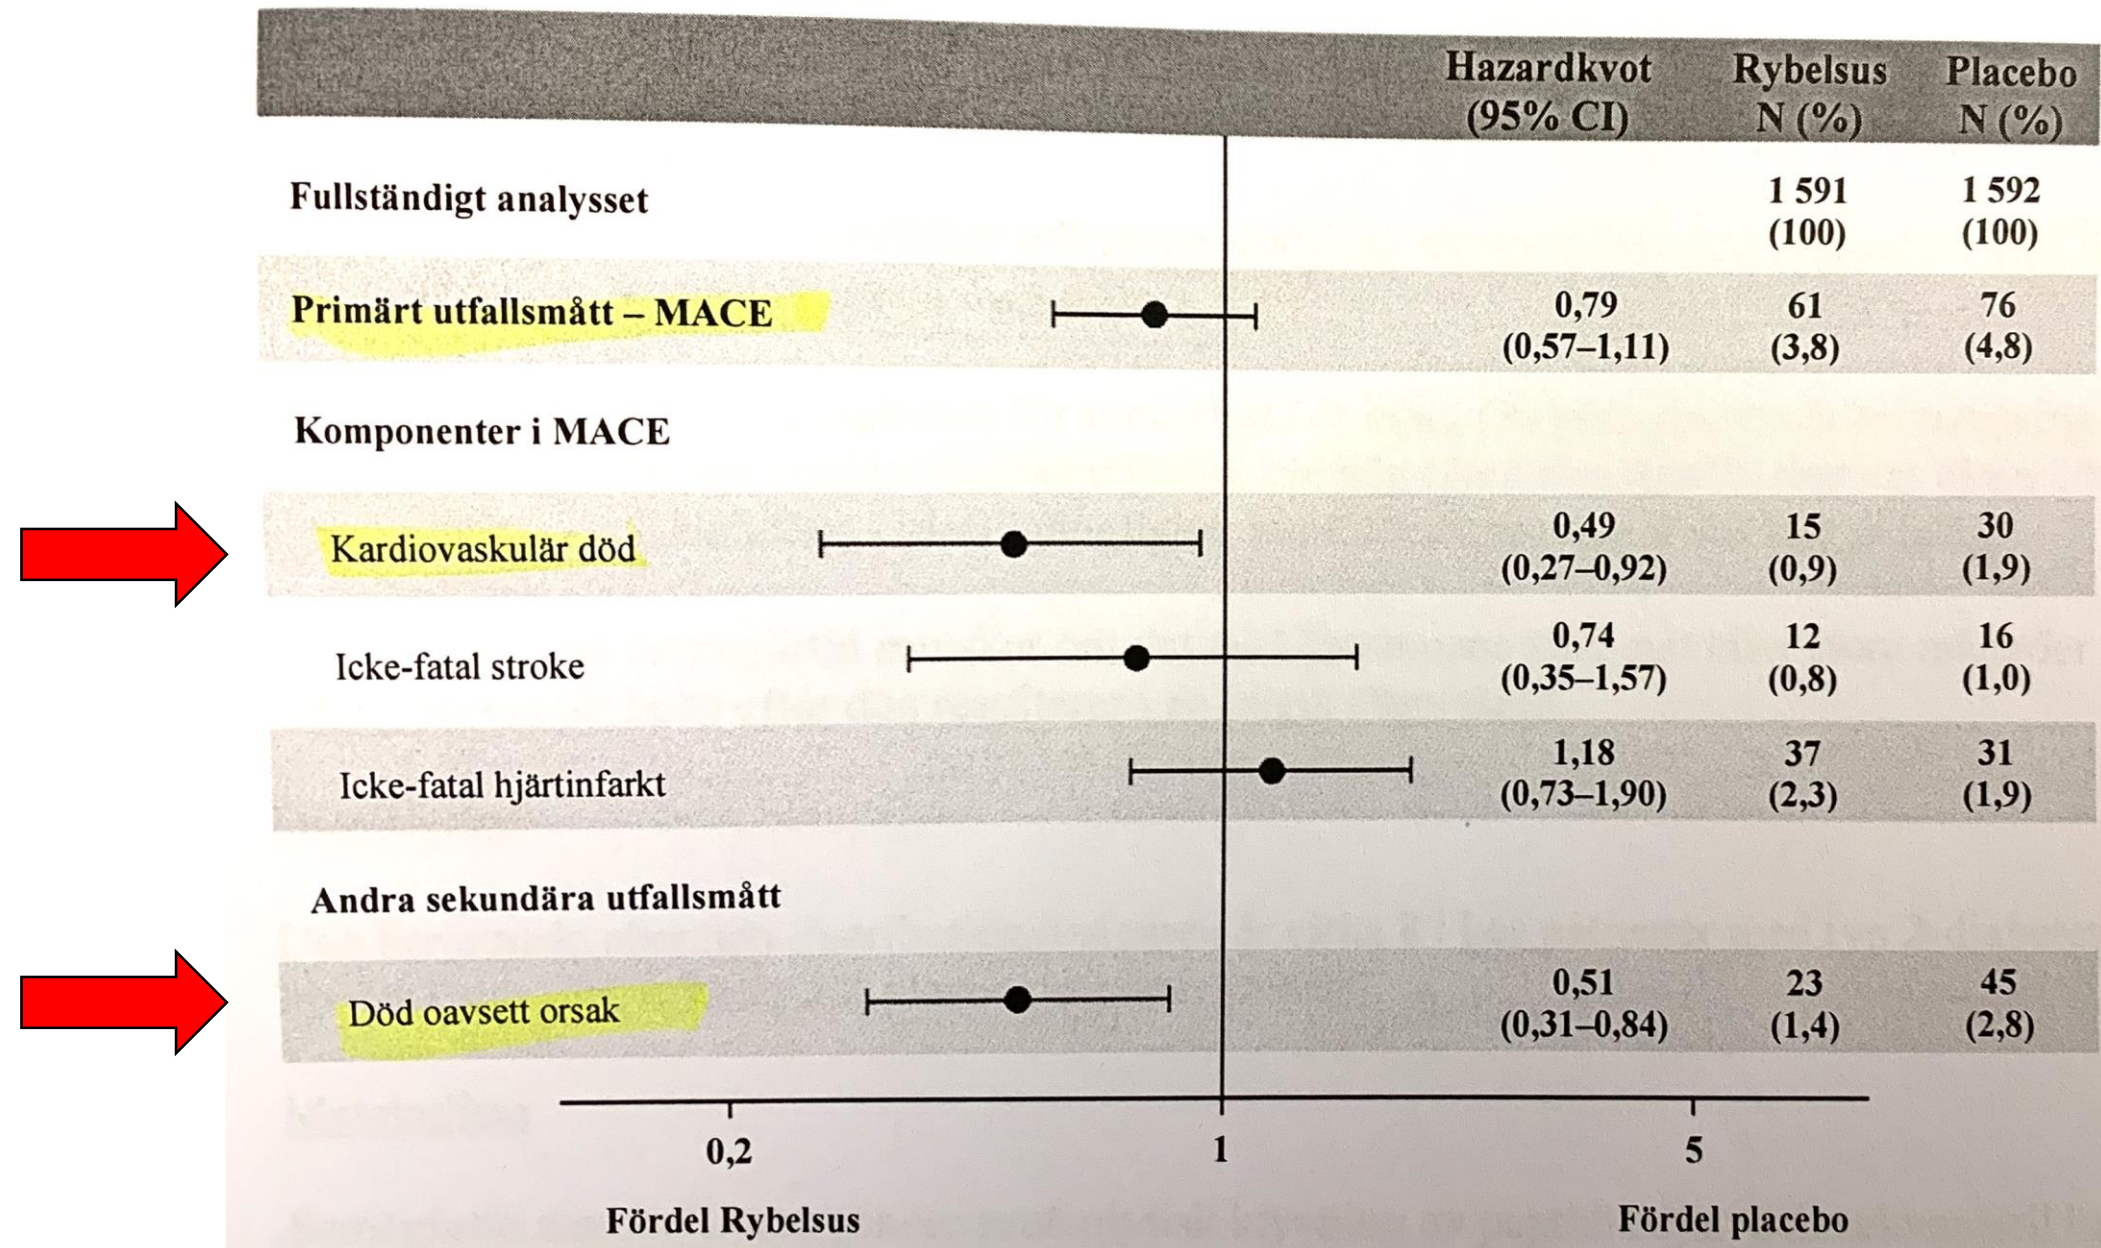 Hazardkvot Rybelsus Placebo
(95% CI) N (%) N (%)
Fullständigt analysset 1 591 1 592
(100) (100)
Primärt utfallsmått – MACE 0,79 61 76
(0,57–1,11) (3,8) (4,8)
Komponenter i MACE
Kardiovaskulär död 0,49 15 30
(0,27–0,92) (0,9) (1,9)
Icke-fatal stroke 0,74 12 16
(0,35–1,57) (0,8) (1,0)
Icke-fatal hjärtinfarkt 1,18 37 31
(0,73–1,90) (2,3) (1,9)
Andra sekundära utfallsmått
Död oavsett orsak 0,51 23 45
(0,31–0,84) (1,4) (2,8)
0,2 1 5
Fördel Rybelsus Fördel placebo